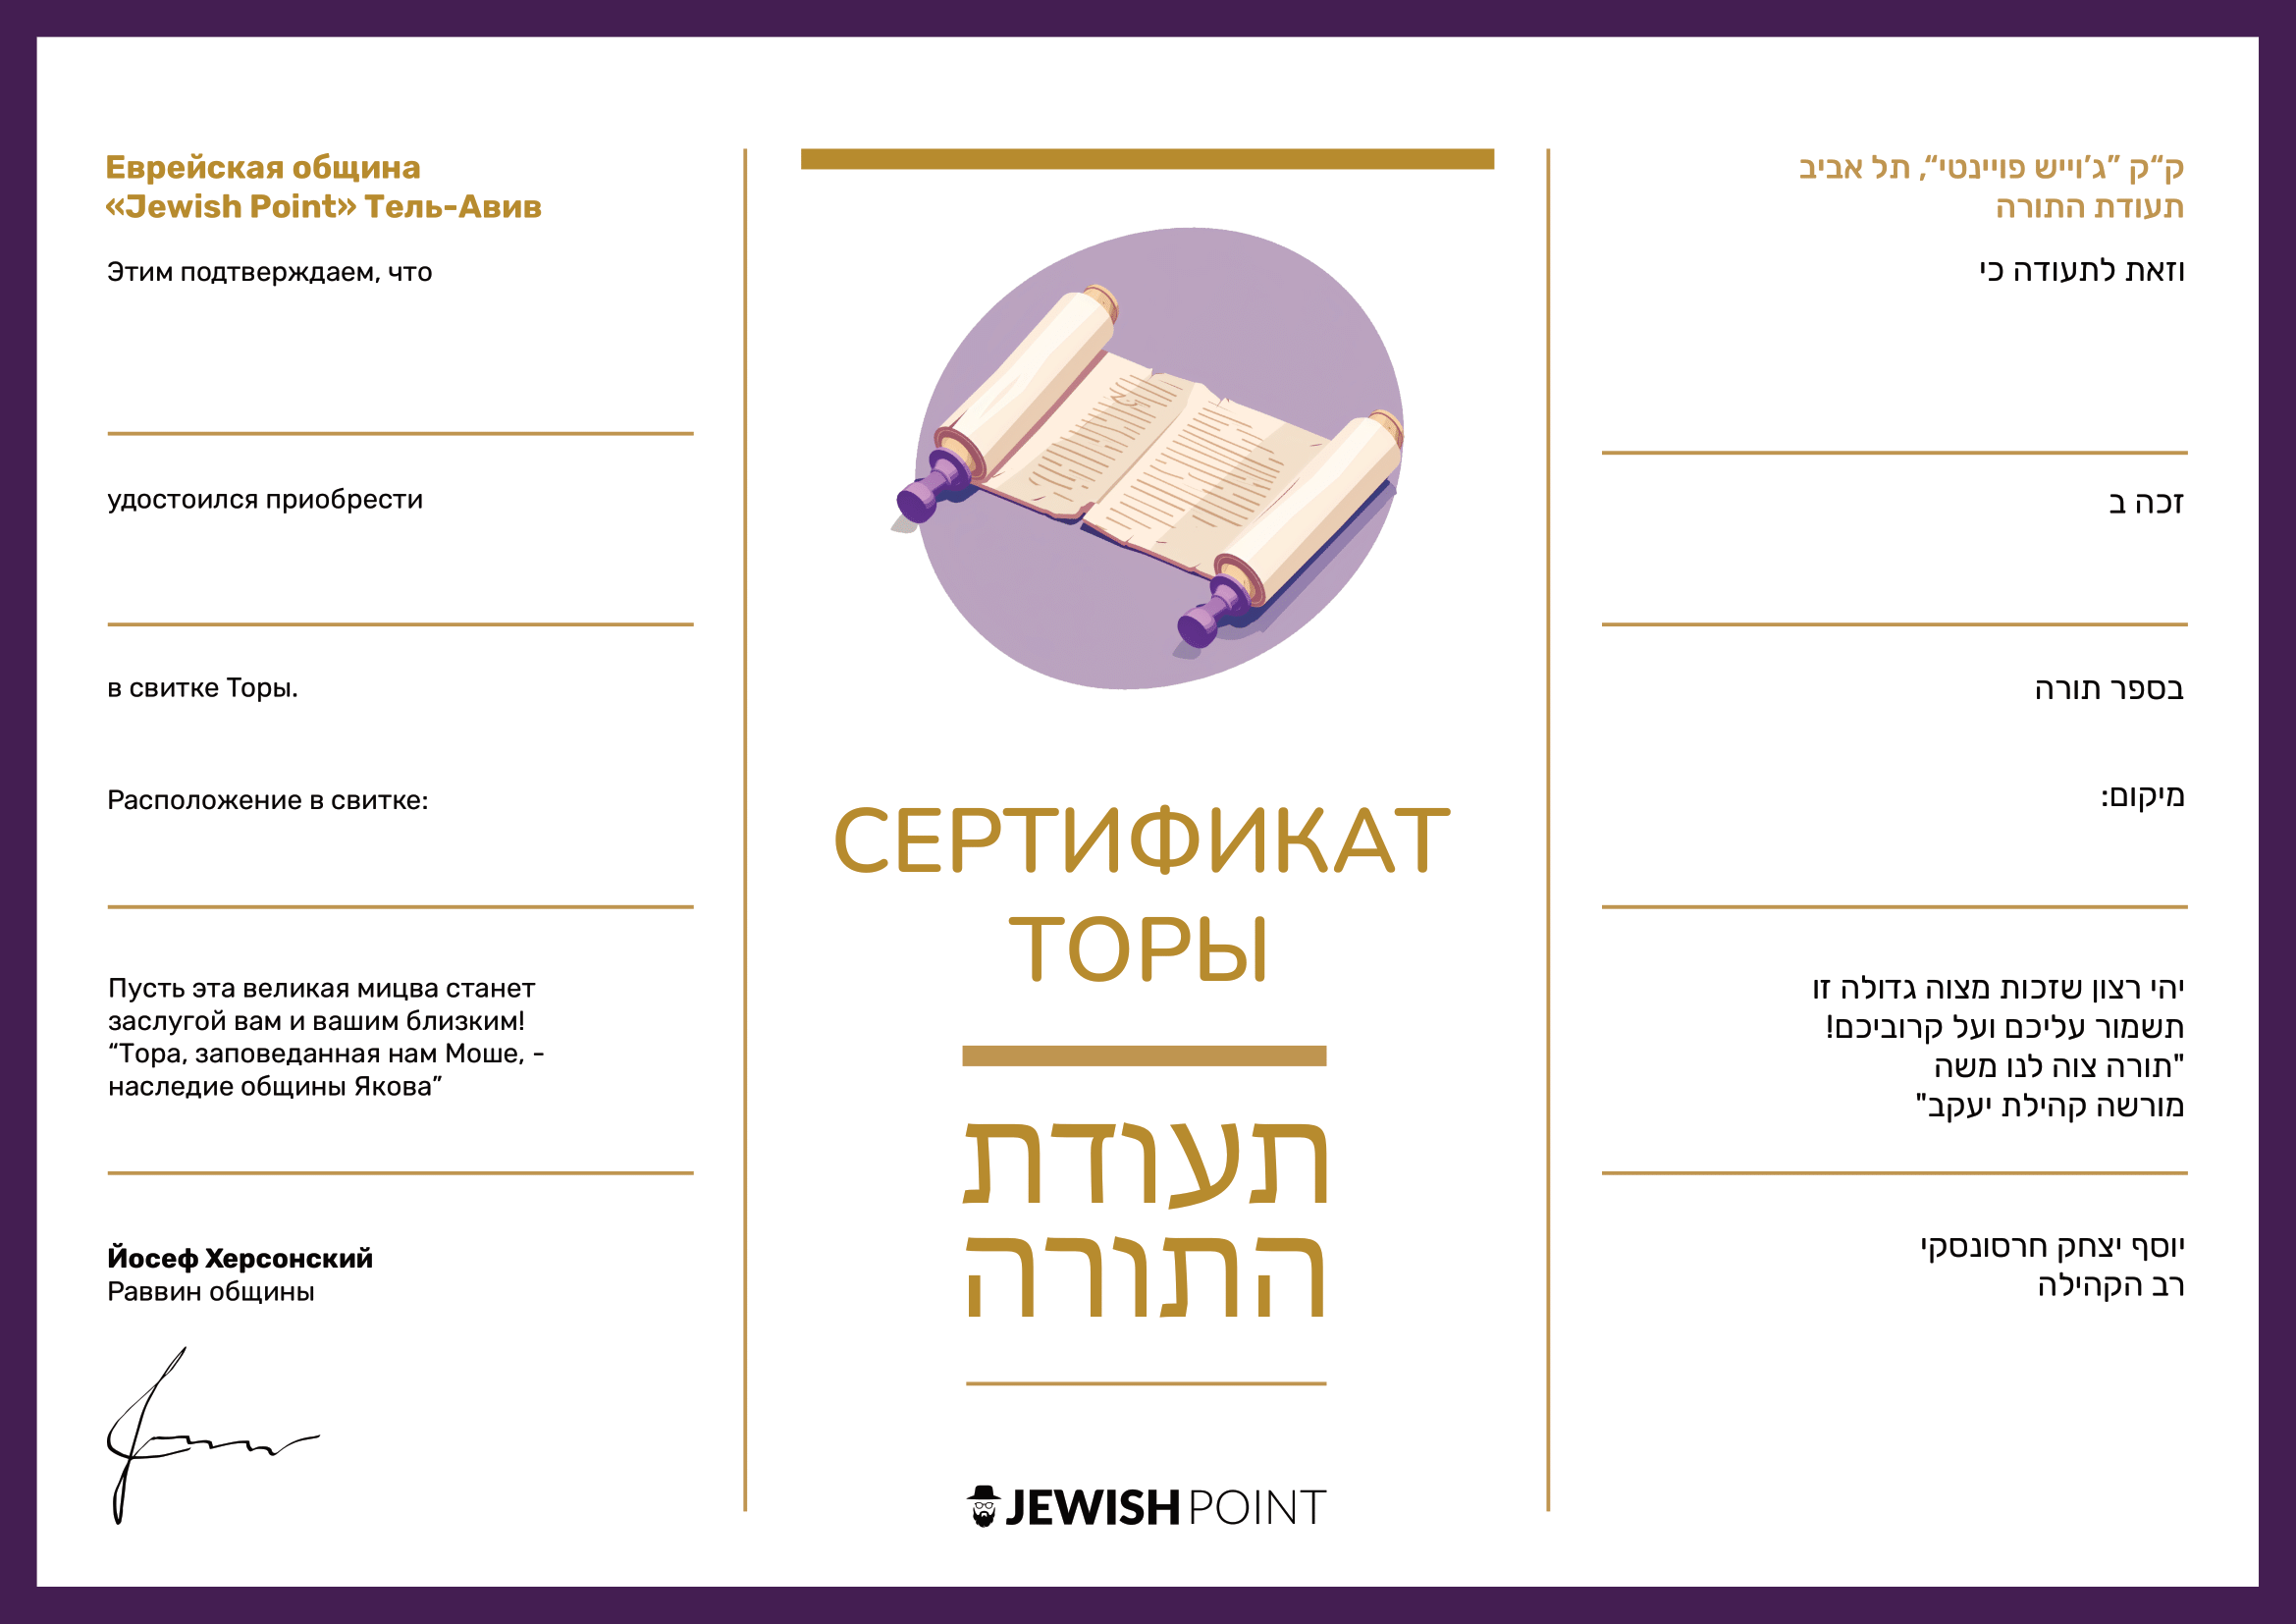 Еврейская община
«Jewish Point» Тель-Авив
Этим подтверждаем, что
удостоился приобрести
в свитке Торы.
Расположение в свитке:
Пусть эта великая мицва станет
заслугой вам и вашим близким!
“Тора, заповеданная нам Моше, -
наследие общины Якова”
Йосеф Херсонский
Раввин общины
СЕРТИФИКАТ
ТОРЫ
תעודת
התורה
JEWISH POINT
ק“ק ”ג’וייש פויינטי“, תל אביב
תעודת התורה
וזאת לתעודה כי
זכה ב
בספר תורה
מיקום:
יהי רצון שזכות מצוה גדולה זו
תשמור עליכם ועל קרוביכם!
"תורה צוה לנו משה
מורשה קהילת יעקב"
יוסף יצחק חרסונסקי
רב הקהילה